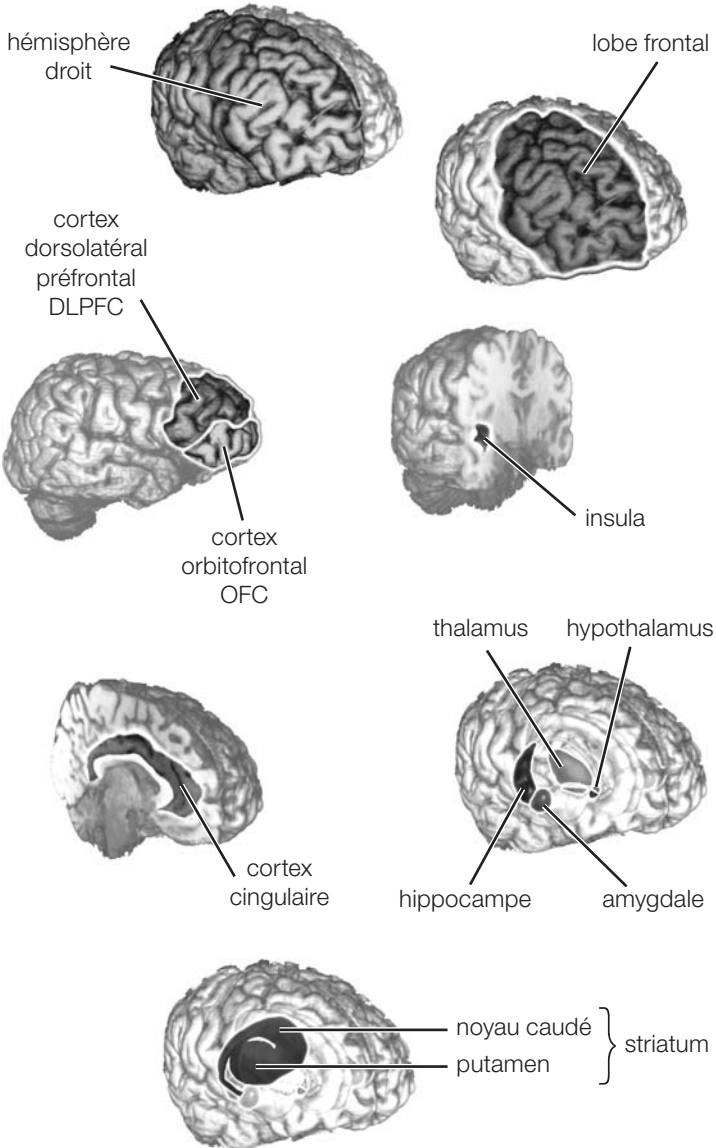 hémisphère
droit
lobe frontal
cortex
dorsolatéral
préfrontal
DLPFC
insula
cortex
orbitofrontal
OFC
thalamus
hypothalamus
cortex
cingulaire
hippocampe
amygdale
noyau caudé
putamen
striatum